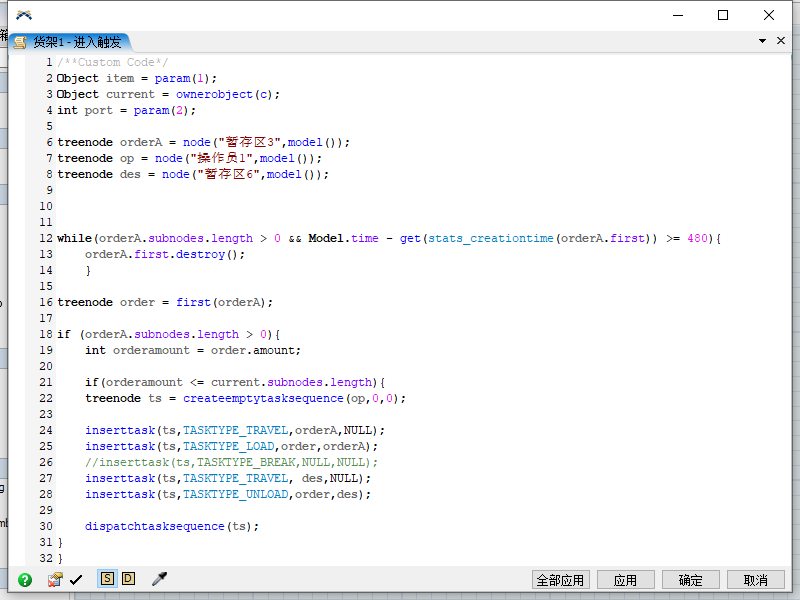 货架1 - 进入触发
1 /**Custom Code*/
2 Object item = param(1);
3 Object current = ownerobject(c);
4 int port = param(2);
5
6 treenode orderA = node("暂存区3",model());
7 treenode op = node("操作员1",model());
8 treenode des = node("暂存区6",model());
9
10
11
12 while(orderA.subnodes.length > 0 && Model.time - get(stats_creationtime(orderA.first)) >= 480){
13 orderA.first.destroy();
14 }
15
16 treenode order = first(orderA);
17
18 if (orderA.subnodes.length > 0){
19 int orderamount = order.amount;
20
21 if(orderamount <= current.subnodes.length){
22 treenode ts = createemptytasksequence(op,0,0);
23
24 inserttask(ts,TASKTYPE_TRAVEL,orderA,NULL);
25 inserttask(ts,TASKTYPE_LOAD,order,orderA);
26 //inserttask(ts,TASKTYPE_BREAK,NULL,NULL);
27 inserttask(ts,TASKTYPE_TRAVEL, des,NULL);
28 inserttask(ts,TASKTYPE_UNLOAD,order,des);
29
30 dispatchtasksequence(ts);
31 }
32 }
S D 全部应用 应用 确定 取消